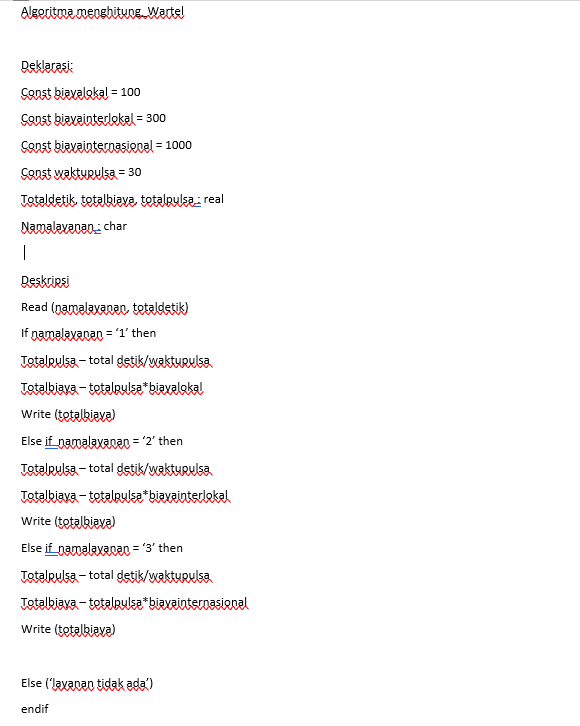 Algoritma menghitung_Wartel
Deklarasi:
Const biayalokal = 100
Const biayainterlokal = 300
Const biayainternasional = 1000
Const waktupulsa = 30
Totaldetik, totalbiaya, totalpulsa : real
Namalayanan : char
Deskripsi
Read (namalayanan, totaldetik)
If namalayanan = ‘1’ then
Totalpulsa – total detik/waktupulsa
Totalbiaya – totalpulsa*biayalokal
Write (totalbiaya)
Else if namalayanan = ‘2’ then
Totalpulsa – total detik/waktupulsa
Totalbiaya – totalpulsa*biayainterlokal
Write (totalbiaya)
Else if namalayanan = ‘3’ then
Totalpulsa – total detik/waktupulsa
Totalbiaya – totalpulsa*biayainternasional
Write (totalbiaya)
Else (‘layanan tidak ada’)
endif